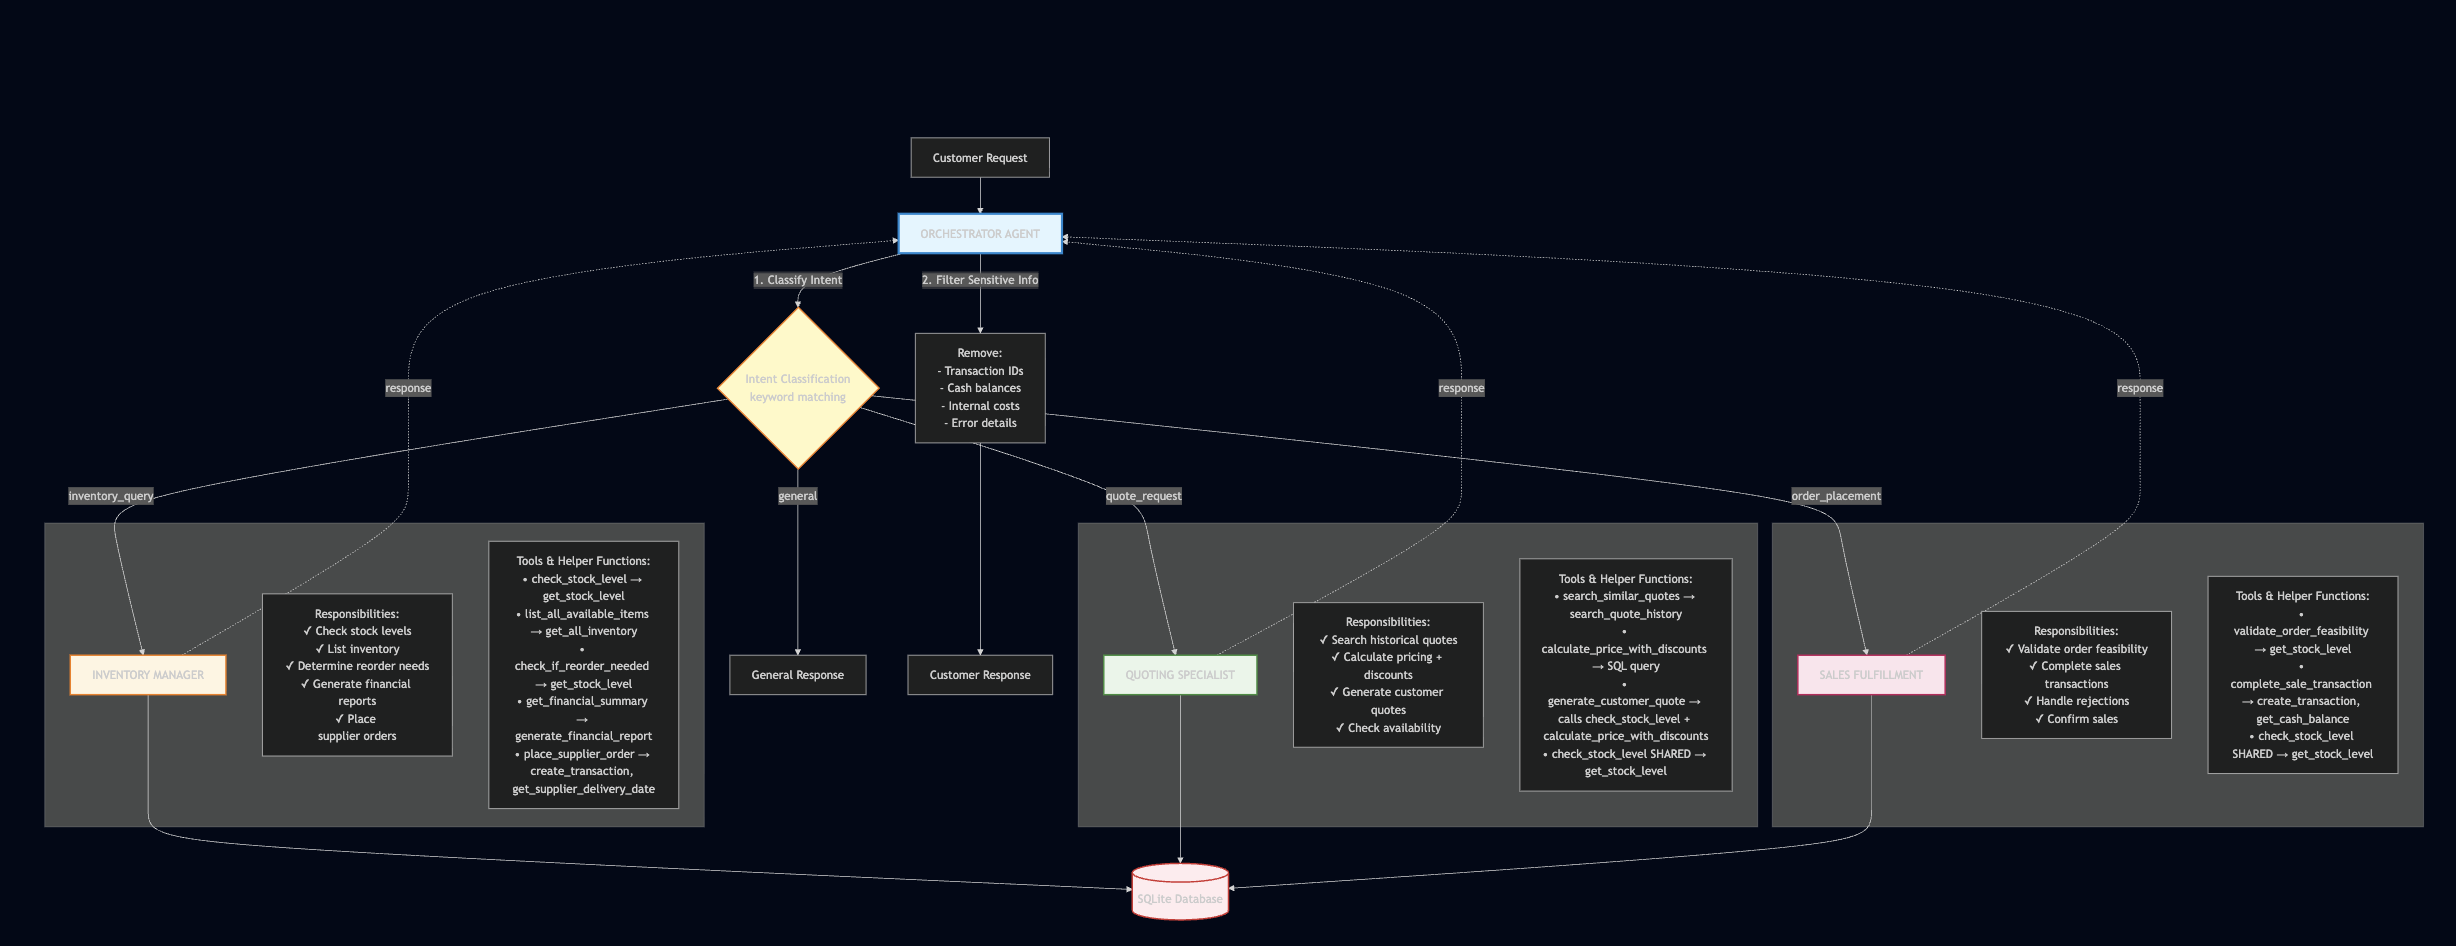 Customer Request
ORCHESTRATOR AGENT
1. Classify Intent
2. Filter Sensitive Info
Intent Classification
keyword matching
Remove:
- Transaction IDs
- Cash balances
- Internal costs
- Error details
response
response
response
inventory_query
general
quote_request
order_placement
INVENTORY MANAGER
Responsibilities:
✓ Check stock levels
✓ List inventory
✓ Determine reorder needs
✓ Generate financial
reports
✓ Place
supplier orders
Tools & Helper Functions:
• check_stock_level →
get_stock_level
• list_all_available_items
→ get_all_inventory
•
check_if_reorder_needed
→ get_stock_level
• get_financial_summary
→
generate_financial_report
• place_supplier_order →
create_transaction,
get_supplier_delivery_date
General Response
Customer Response
QUOTING SPECIALIST
Responsibilities:
✓ Search historical quotes
✓ Calculate pricing +
discounts
✓ Generate customer
quotes
✓ Check availability
Tools & Helper Functions:
• search_similar_quotes →
search_quote_history
•
calculate_price_with_discounts
→ SQL query
•
generate_customer_quote →
calls check_stock_level +
calculate_price_with_discounts
• check_stock_level SHARED →
get_stock_level
SALES FULFILLMENT
Responsibilities:
✓ Validate order feasibility
✓ Complete sales
transactions
✓ Handle rejections
✓ Confirm sales
Tools & Helper Functions:
•
validate_order_feasibility
→ get_stock_level
•
complete_sale_transaction
→ create_transaction,
get_cash_balance
• check_stock_level
SHARED → get_stock_level
SQLite Database